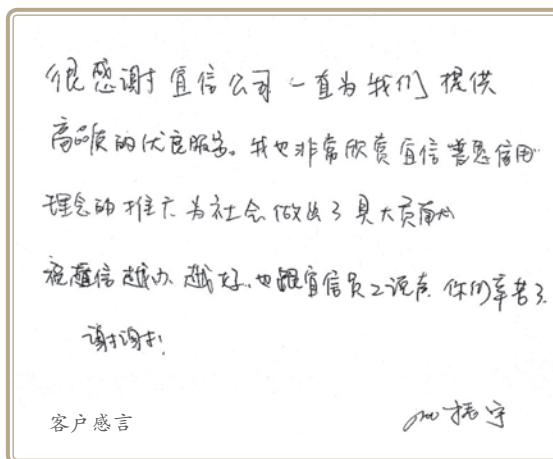 很感谢宜信公司一直为我们提供
高品质的优良服务。我也非常欣赏宜信普惠信用
理念的推广为社会做出了具大贡献
祝宜信越办越好.也跟宜信员工说声 你们辛苦了.
谢谢!
振宇
客户感言